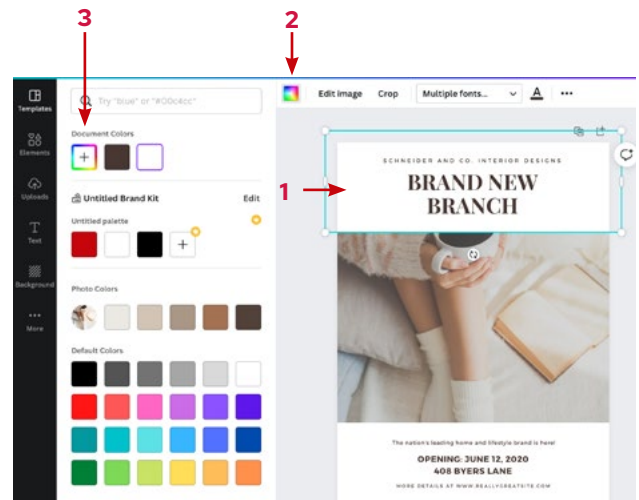 3
2
Templates
Try "blue" or "#00c4cc"
Edit image
Crop
Multiple fonts...
A
Document Colors
Elements
Uploads
Untitled Brand Kit
Edit
Untitled palette
T
Text
Background
Photo Colors
More
Default Colors
1
SCHNEIDER AND CO. INTERIOR DESIGNS
BRAND NEW
BRANCH
The nation's leading home and lifestyle brand is here!
OPENING: JUNE 12, 2020
408 BYERS LANE
MORE DETAILS AT WWW.REALLYGREATSITE.COM